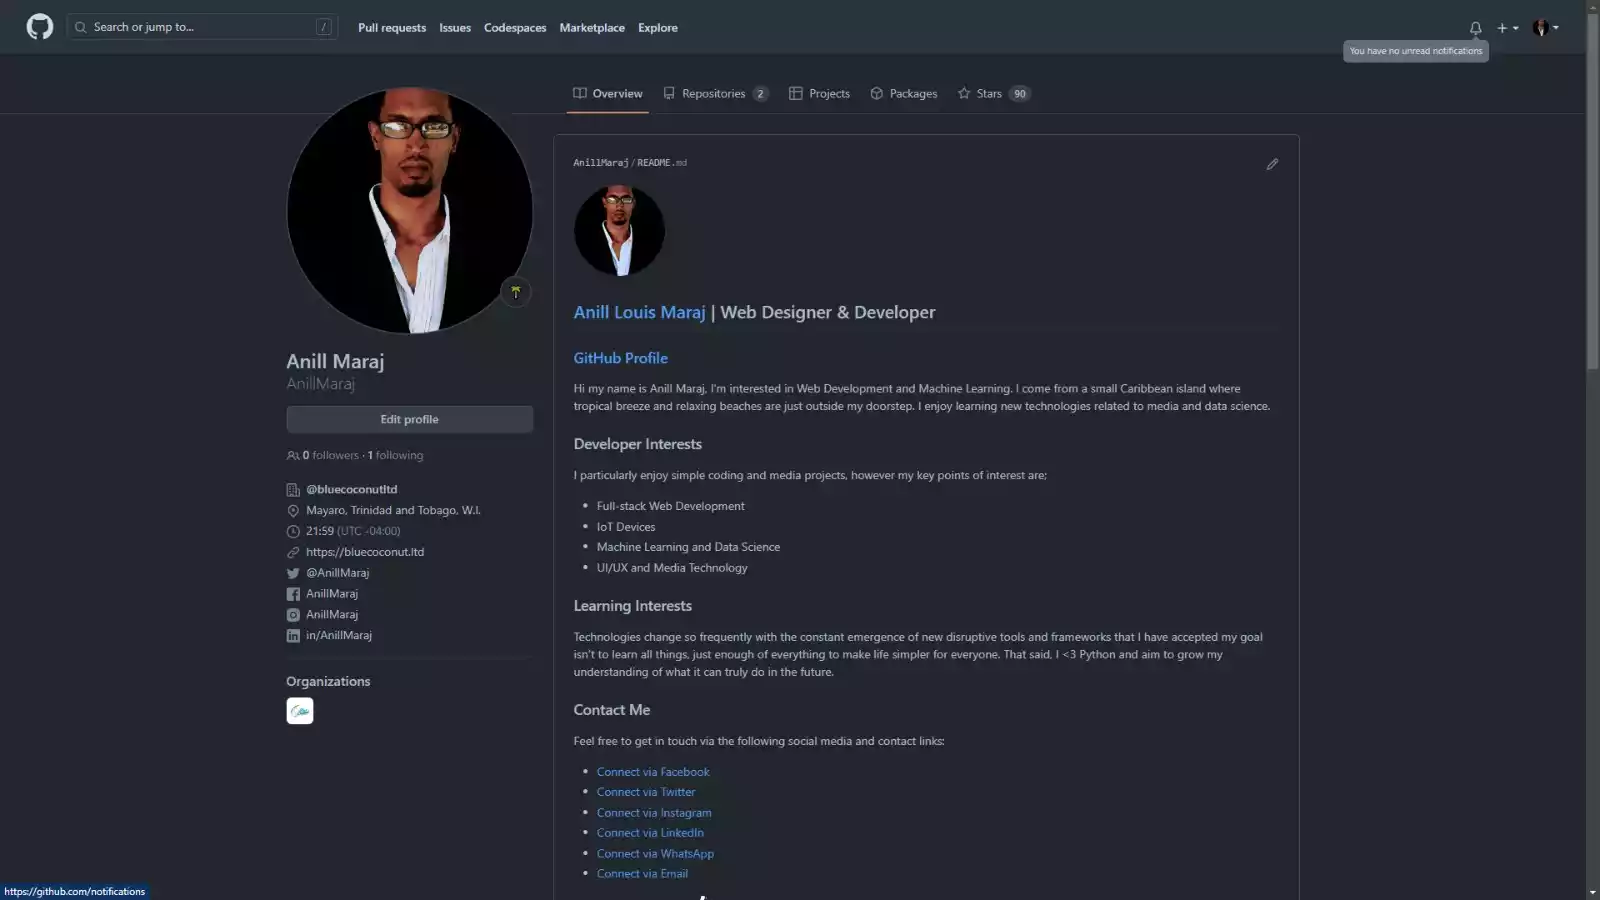 Search or jump to... /
Pull requests Issues Codespaces Marketplace Explore
You have no unread notifications
Overview Repositories 2 Projects Packages Stars 90
AnillMaraj/README.md
Anill Louis Maraj | Web Designer & Developer
GitHub Profile
Hi my name is Anill Maraj, I'm interested in Web Development and Machine Learning. I come from a small Caribbean island where
tropical breeze and relaxing beaches are just outside my doorstep. I enjoy learning new technologies related to media and data science.
Developer Interests
I particularly enjoy simple coding and media projects, however my key points of interest are;
Full-stack Web Development
IoT Devices
Machine Learning and Data Science
UI/UX and Media Technology
Learning Interests
Technologies change so frequently with the constant emergence of new disruptive tools and frameworks that I have accepted my goal
isn't to learn all things, just enough of everything to make life simpler for everyone. That said, I <3 Python and aim to grow my
understanding of what it can truly do in the future.
Contact Me
Feel free to get in touch via the following social media and contact links:
Connect via Facebook
Connect via Twitter
Connect via Instagram
Connect via LinkedIn
Connect via WhatsApp
Connect via Email
Anill Maraj
AnillMaraj
Edit profile
0 followers · 1 following
@bluecoconutltd
Mayaro, Trinidad and Tobago, W.I.
21:59 (UTC -04:00)
https://bluecoconut.ltd
@AnillMaraj
AnillMaraj
AnillMaraj
in/AnillMaraj
Organizations
https://github.com/notifications